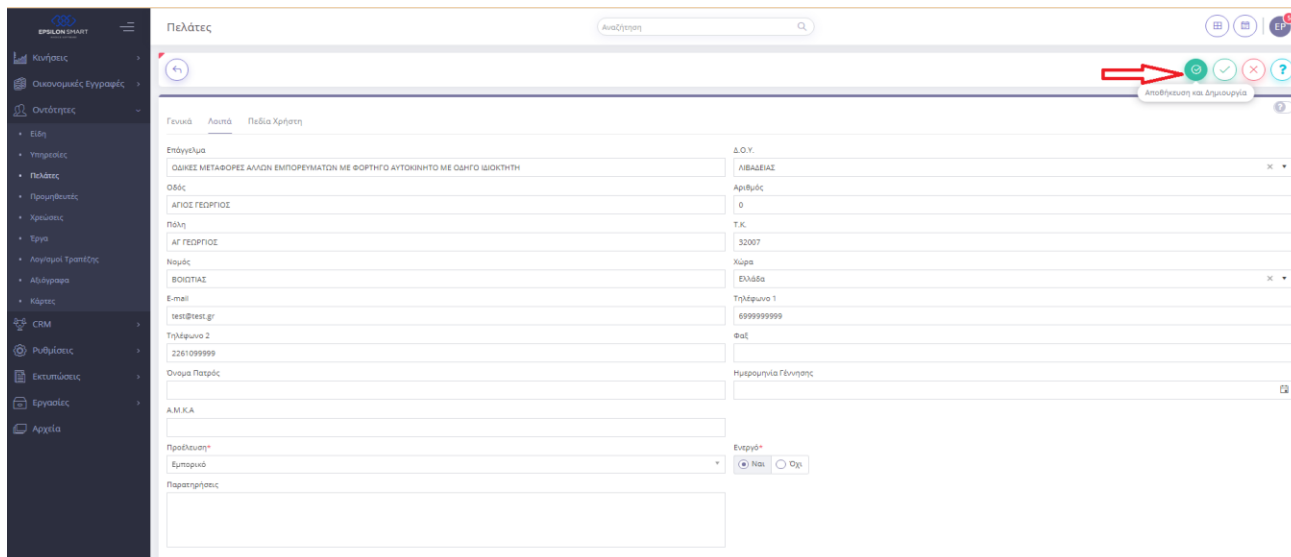 EPSILON SMART
Πελάτες
Αναζήτηση
EP
Κινήσεις
Οικονομικές Εγγραφές
Οντότητες
Είδη
Υπηρεσίες
Πελάτες
Προμηθευτές
Χρεώσεις
Έργα
Λογ/σμοί Τραπέζης
Αξιόγραφα
Κάρτες
CRM
Ρυθμίσεις
Εκτυπώσεις
Εργασίες
Αρχεία
?
Αποθήκευση και Δημιουργία
?
Γενικά Λοιπά Πεδία Χρήστη
Επάγγελμα Δ.Ο.Υ.
ΟΔΙΚΕΣ ΜΕΤΑΦΟΡΕΣ ΑΛΛΩΝ ΕΜΠΟΡΕΥΜΑΤΩΝ ΜΕ ΦΟΡΤΗΓΟ ΑΥΤΟΚΙΝΗΤΟ ΜΕ ΟΔΗΓΟ ΙΔΙΟΚΤΗΤΗ ΛΙΒΑΔΕΙΑΣ
Οδός Αριθμός
ΑΓΙΟΣ ΓΕΩΡΓΙΟΣ 0
Πόλη Τ.Κ.
ΑΓ ΓΕΩΡΓΙΟΣ 32007
Νομός Χώρα
ΒΟΙΩΤΙΑΣ Ελλάδα
E-mail Τηλέφωνο 1
test@test.gr 6999999999
Τηλέφωνο 2 Φαξ
2261099999
Όνομα Πατρός Ημερομηνία Γέννησης
Α.Μ.Κ.Α
Προέλευση* Ενεργό*
Εμπορικό Ναι Όχι
Παρατηρήσεις